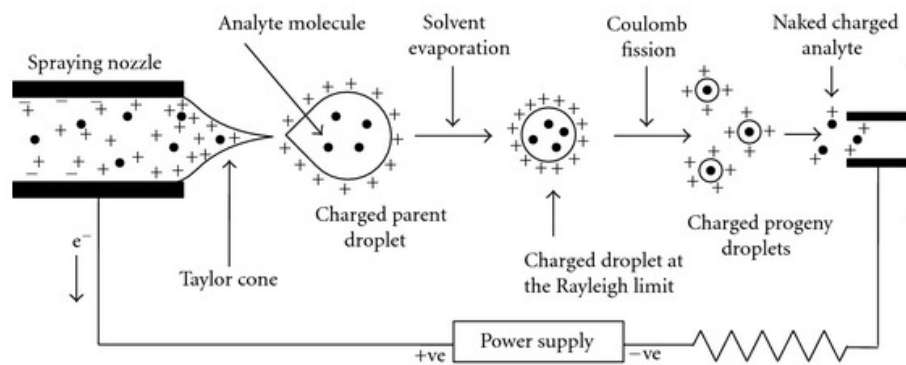 Analyte molecule
Solvent
evaporation
Coulomb
fission
Naked charged
analyte
Spraying nozzle
Charged parent
droplet
Charged progeny
droplets
e⁻
Taylor cone
Charged droplet at
the Rayleigh limit
+ve
Power supply
−ve